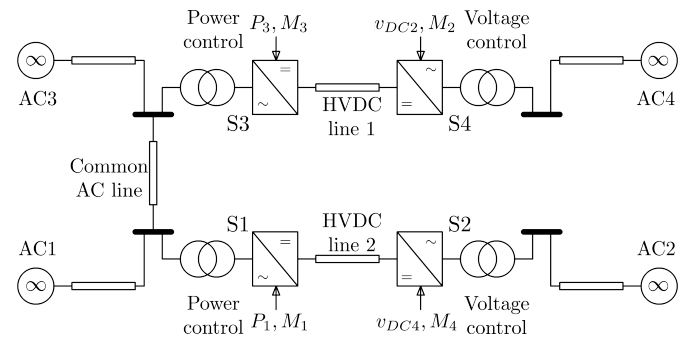 Power
control
P3, M3
vDC2, M2
Voltage
control
∞
=
∼
∼
=
∞
AC3
S3
HVDC
line 1
S4
AC4
Common
AC line
AC1
S1
HVDC
line 2
S2
AC2
∞
=
∼
∼
=
∞
Power
control
P1, M1
vDC4, M4
Voltage
control